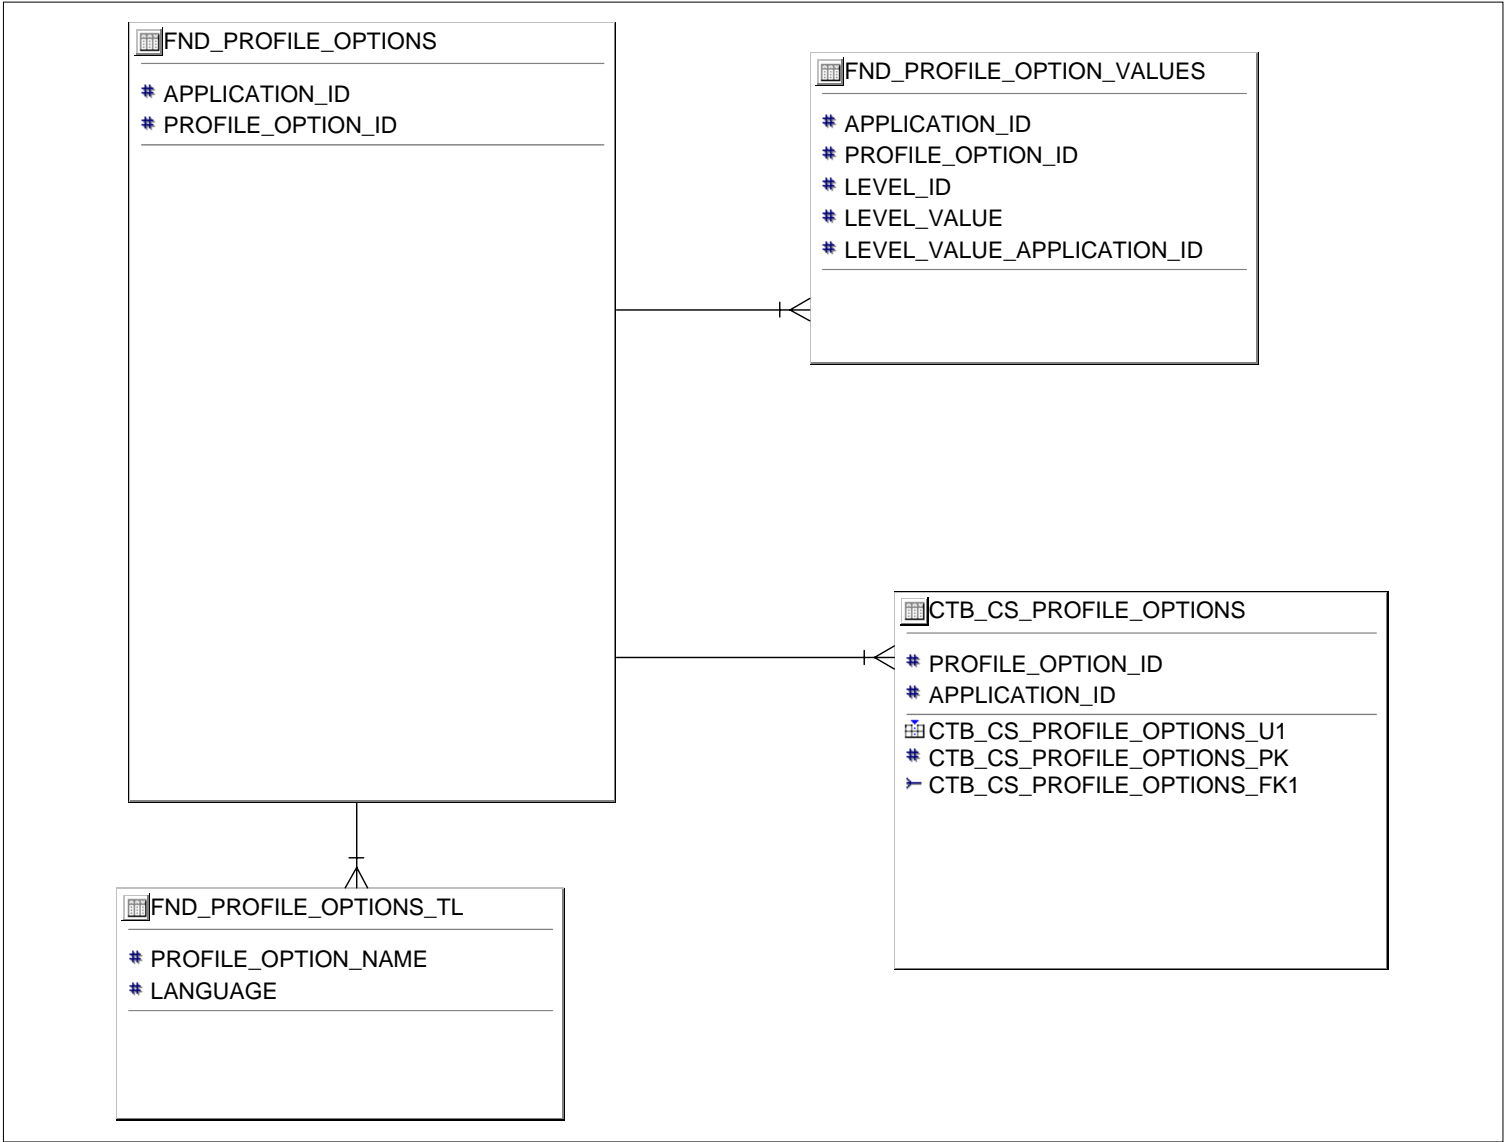 FND_PROFILE_OPTIONS
# APPLICATION_ID
# PROFILE_OPTION_ID
FND_PROFILE_OPTION_VALUES
# APPLICATION_ID
# PROFILE_OPTION_ID
# LEVEL_ID
# LEVEL_VALUE
# LEVEL_VALUE_APPLICATION_ID
CTB_CS_PROFILE_OPTIONS
# PROFILE_OPTION_ID
# APPLICATION_ID
CTB_CS_PROFILE_OPTIONS_U1
# CTB_CS_PROFILE_OPTIONS_PK
CTB_CS_PROFILE_OPTIONS_FK1
FND_PROFILE_OPTIONS_TL
# PROFILE_OPTION_NAME
# LANGUAGE